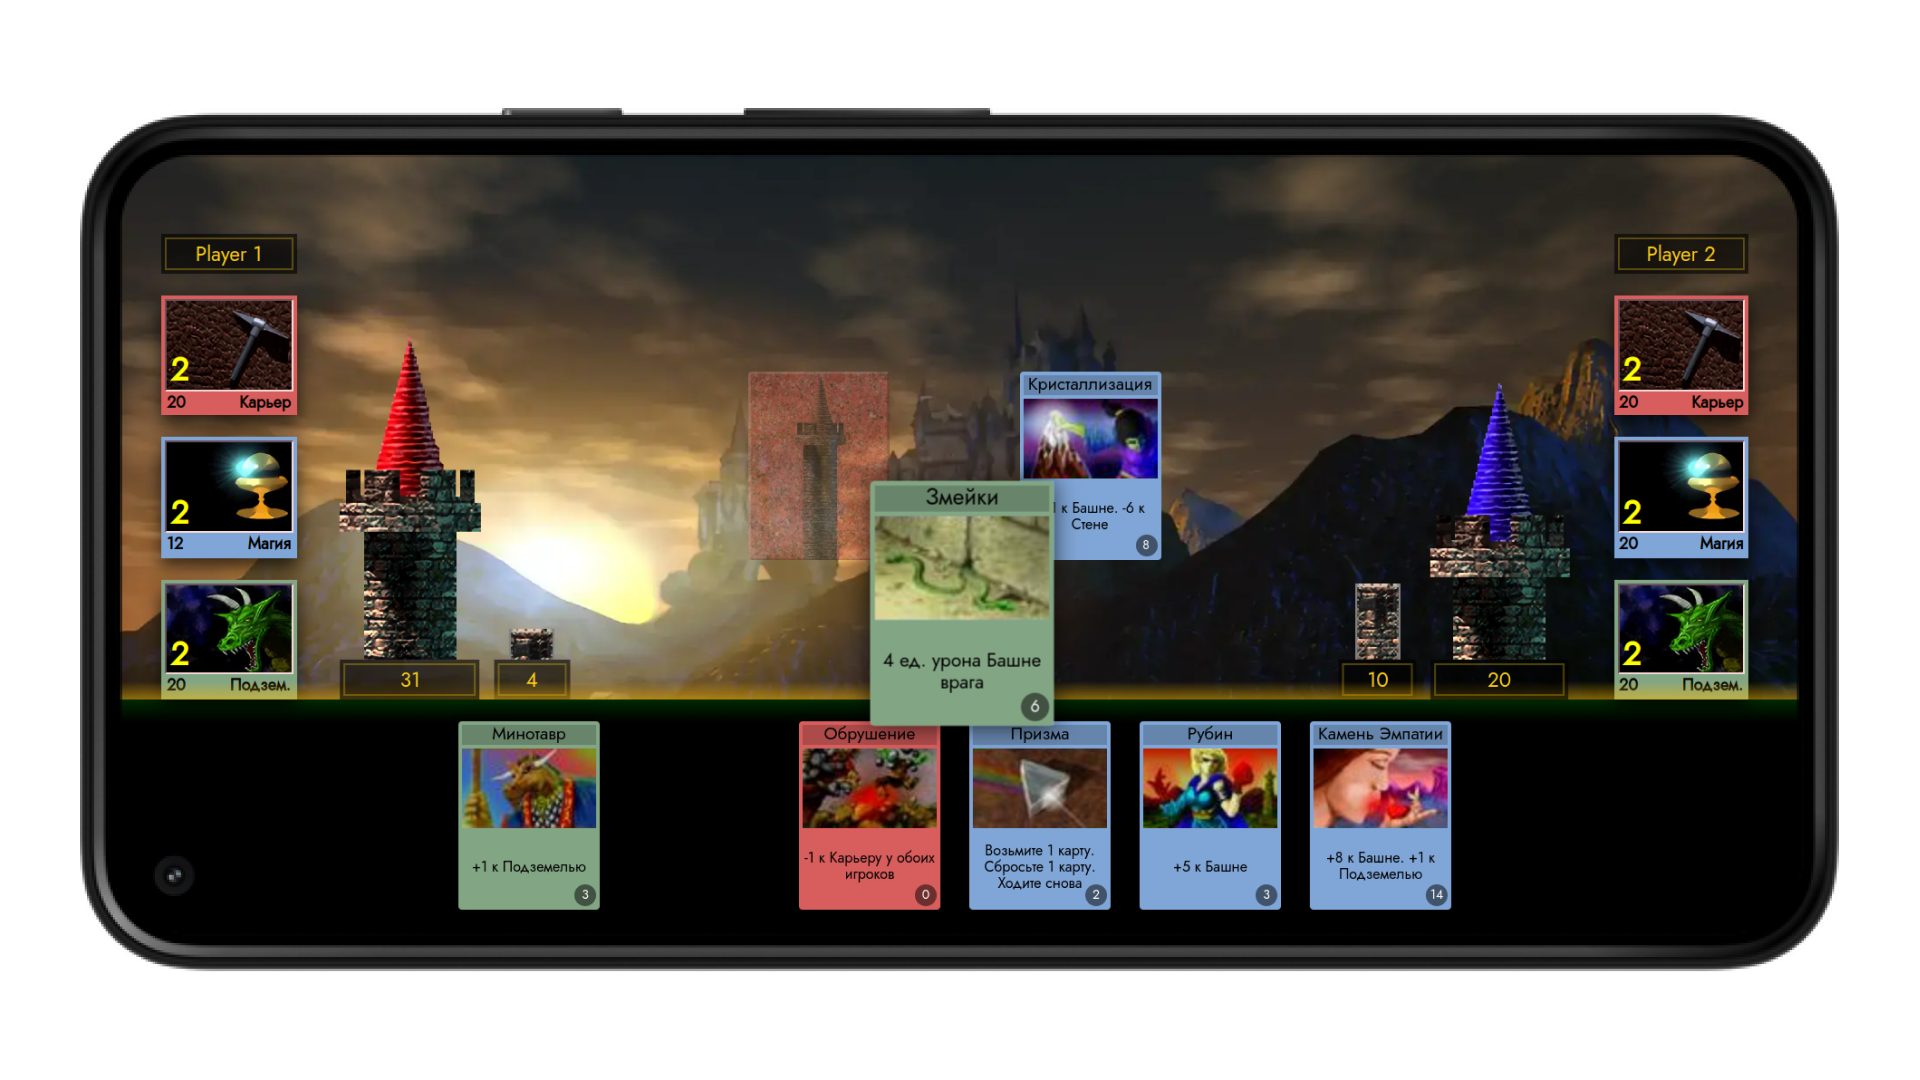 Player 1
2
20 Карьер
2
12 Магия
2
20 Подзем.
31
4
Кристаллизация
к Башне. -6 к
Стене
8
Змейки
4 ед. урона Башне
врага
6
Player 2
2
20 Карьер
2
20 Магия
2
20 Подзем.
10
20
Минотавр
+1 к Подземелью
3
Обрушение
-1 к Карьеру у обоих
игроков
0
Призма
Возьмите 1 карту.
Сбросьте 1 карту.
Ходите снова
2
Рубин
+5 к Башне
3
Камень Эмпатии
+8 к Башне. +1 к
Подземелью
14